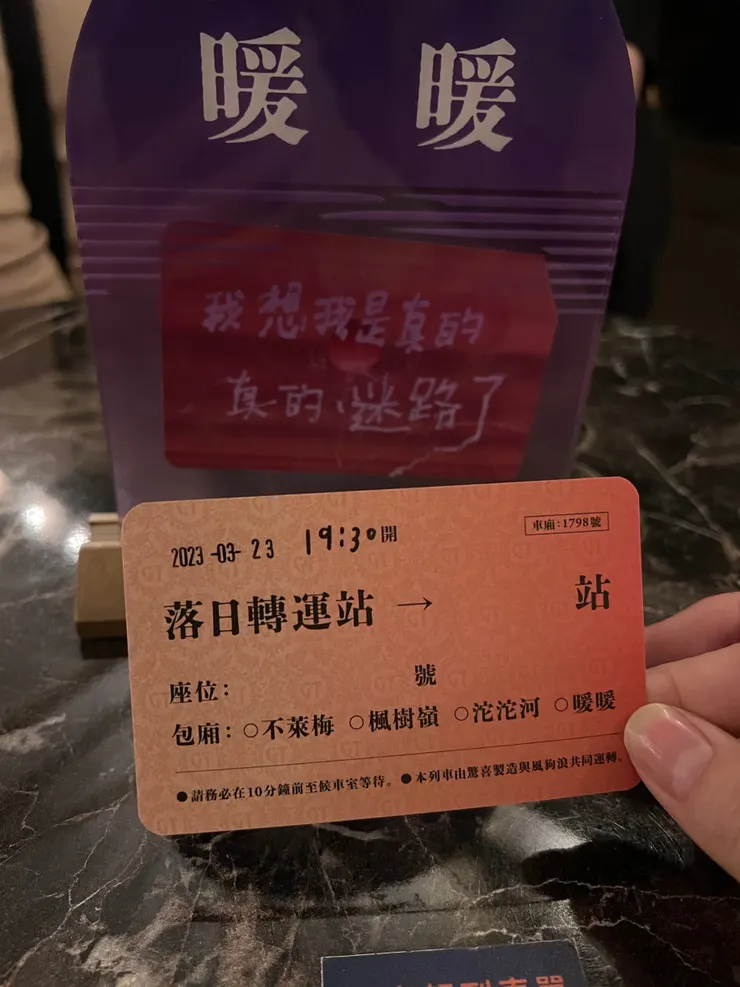 暖 暖
我想我是真的
真的迷路了
2023-03-23 19:30開
車廂:1798號
落日轉運站 → 站
座位: 號
包廂:○不萊梅 ○楓樹嶺 ○沱沱河 ○暖暖
●請務必在10分鐘前至候車室等待。 ●本列車由驚喜製造與風狗浪共同運轉。